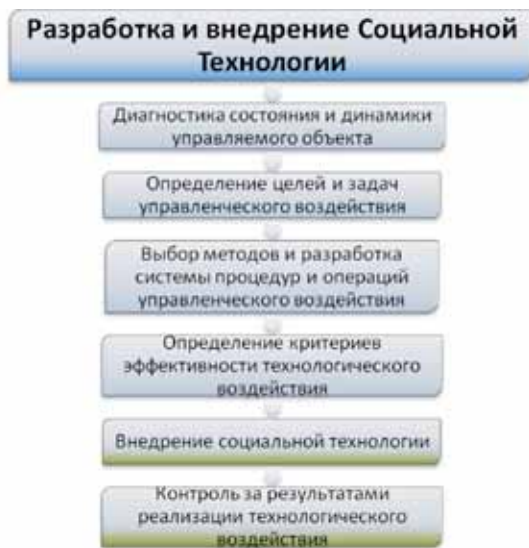 Разработка и внедрение Социальной
Технологии
Диагностика состояния и динамики
управляемого объекта
Определение целей и задач
управленческого воздействия
Выбор методов и разработка
системы процедур и операций
управленческого воздействия
Определение критериев
эффективности технологического
воздействия
Внедрение социальной технологии
Контроль за результатами
реализации технологического
воздействия